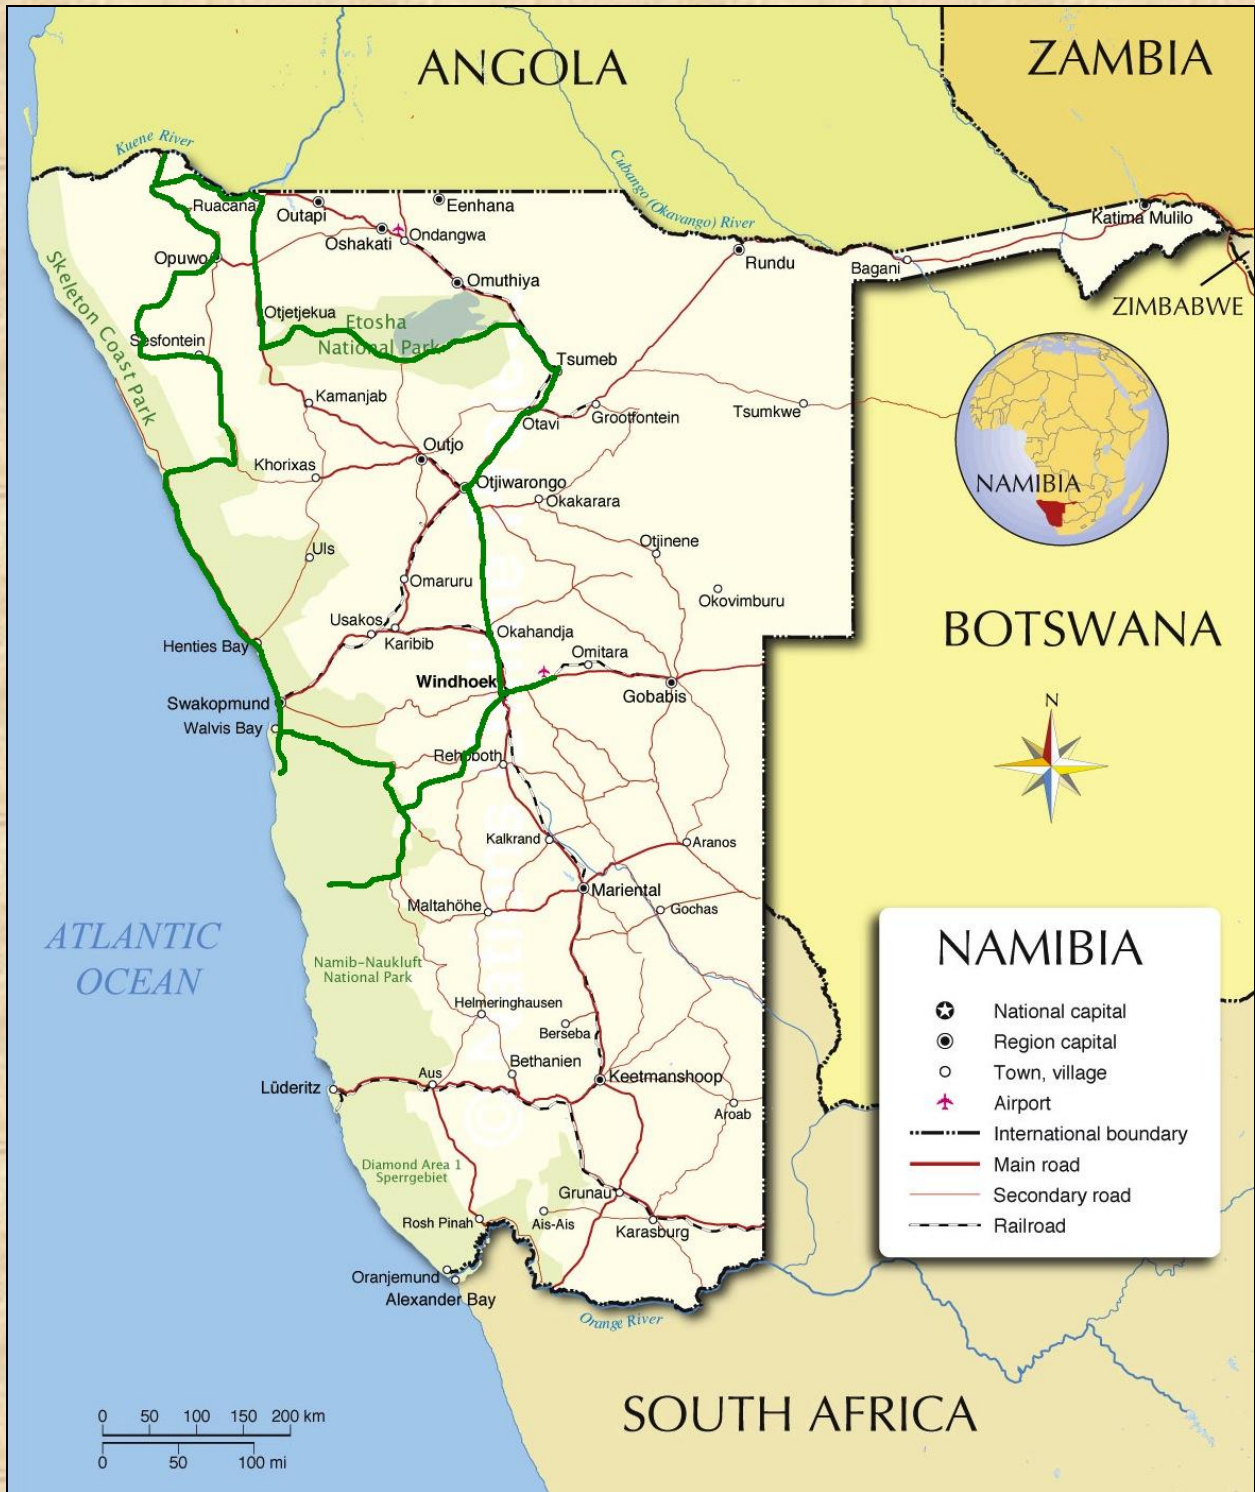 ANGOLA
ZAMBIA
Kuene River
Cubango (Okavango) River
Ruacana
Outapi
Eenhana
Oshakati
Ondangwa
Katima Mulilo
Opuwo
Omuthiya
Rundu
Bagani
ZIMBABWE
Skeleton Coast Park
Otjetjekua
Etosha
National Park
Sesfontein
Tsumeb
Kamanjab
Otavi
Grootfontein
Tsumkwe
Outjo
Khorixas
Otjiwarongo
Okakarara
NAMIBIA
Uls
Otjinene
Omaruru
Okovimburu
Usakos
Karibib
Okahandja
BOTSWANA
Henties Bay
Omitara
Windhoek
Gobabis
Swakopmund
Walvis Bay
N
Rehoboth
Kalkrand
Aranos
Mariental
Maltahöhe
Gochas
ATLANTIC
OCEAN
Namib-Naukluft
National Park
Helmeringhausen
Berseba
Bethanien
Aus
Keetmanshoop
Lüderitz
Aroab
Diamond Area 1
Sperrgebiet
Grunau
Rosh Pinah
Ais-Ais
Karasburg
Oranjemund
Alexander Bay
Orange River
NAMIBIA
National capital
Region capital
Town, village
Airport
International boundary
Main road
Secondary road
Railroad
SOUTH AFRICA
0 50 100 150 200 km
0 50 100 mi